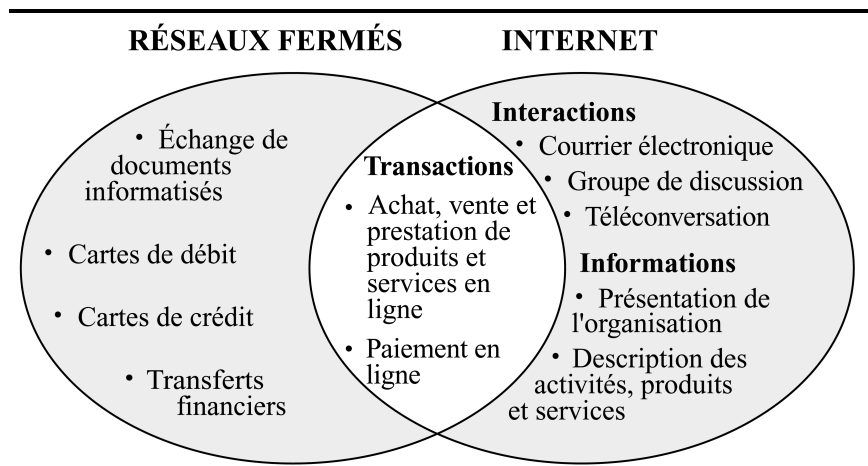 RÉSEAUX FERMÉS
INTERNET
• Échange de
documents
informatisés
• Cartes de débit
• Cartes de crédit
• Transferts
financiers
Transactions
• Achat, vente et
prestation de
produits et
services en
ligne
• Paiement en
ligne
Interactions
• Courrier électronique
• Groupe de discussion
• Téléconversation
Informations
• Présentation de
l'organisation
• Description des
activités, produits
et services